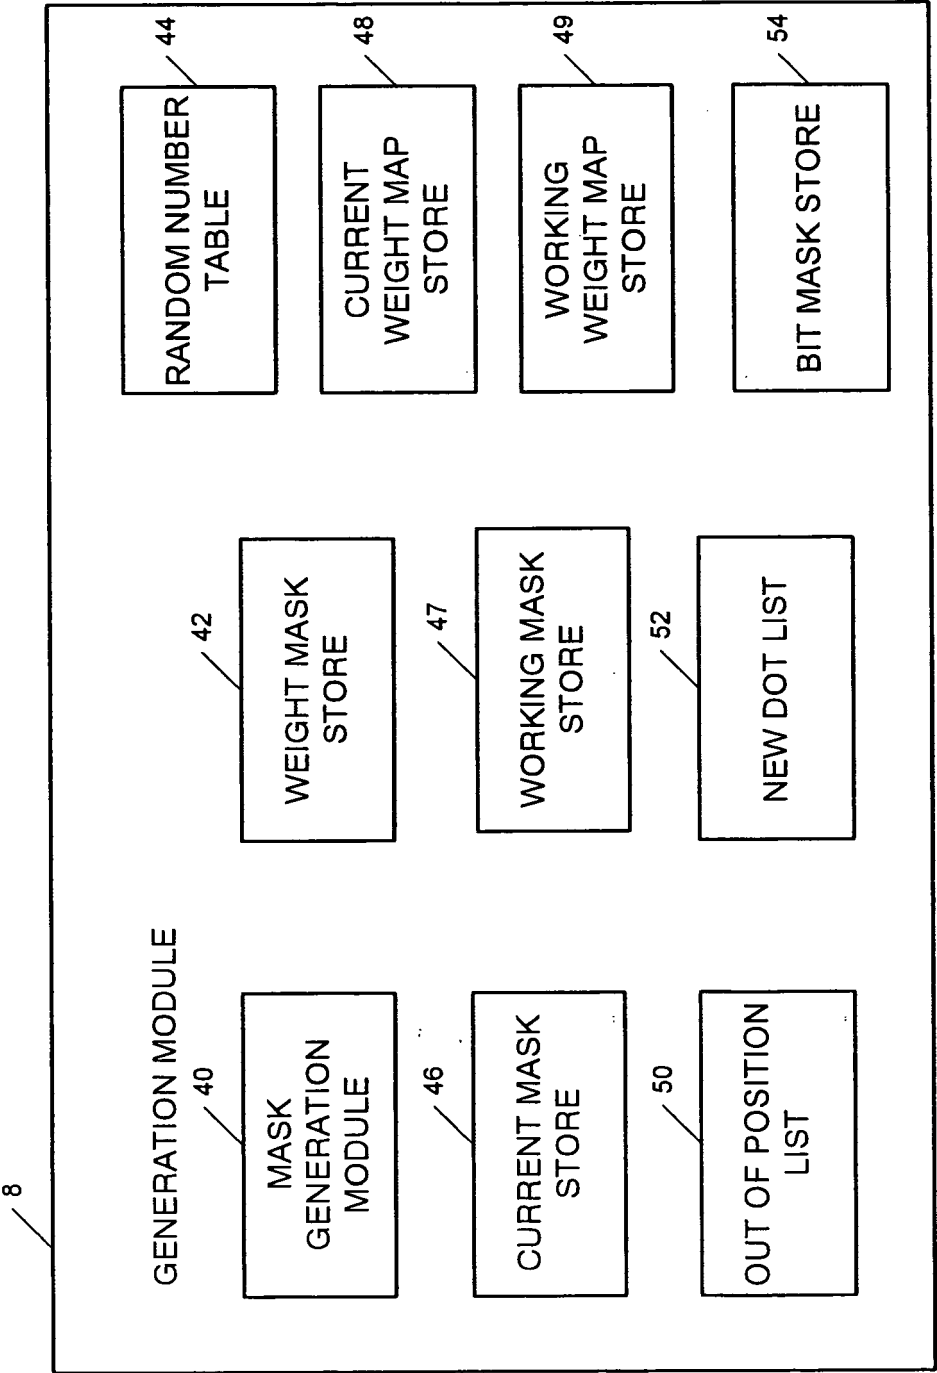 8
GENERATION MODULE
40
MASK
GENERATION
MODULE
42
WEIGHT MASK
STORE
44
RANDOM NUMBER
TABLE
46
CURRENT MASK
STORE
47
WORKING MASK
STORE
48
CURRENT
WEIGHT MAP
STORE
49
WORKING
WEIGHT MAP
STORE
50
OUT OF POSITION
LIST
52
NEW DOT LIST
54
BIT MASK STORE